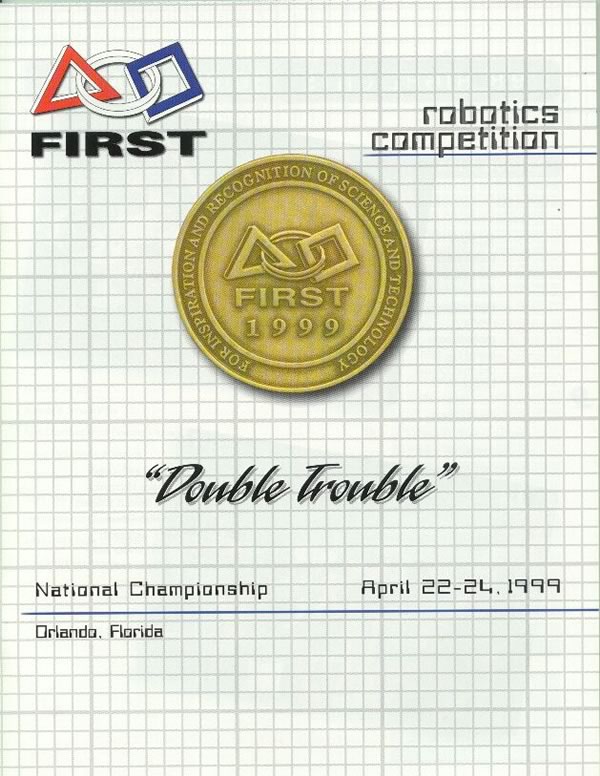 FIRST
robotics
competition
FOR INSPIRATION AND RECOGNITION OF SCIENCE AND TECHNOLOGY
FIRST
1999
“Double Trouble”
National Championship
April 22-24, 1999
Orlando, Florida